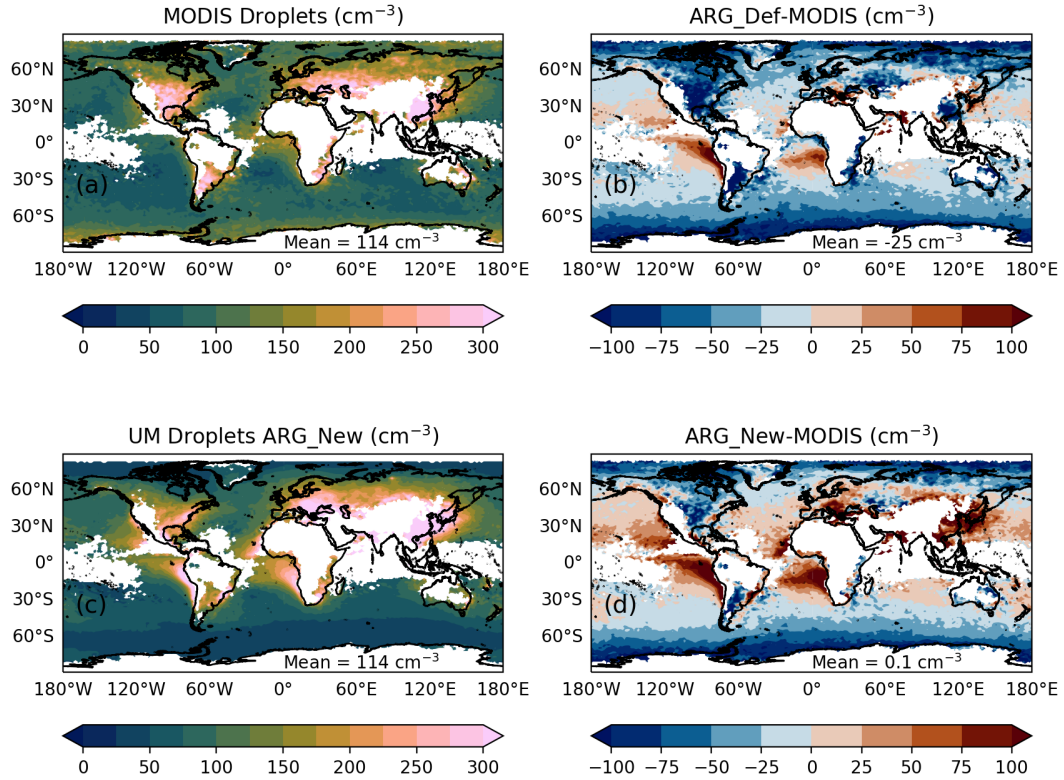 MODIS Droplets (cm⁻³)
ARG_Def-MODIS (cm⁻³)
60°N
30°N
0°
30°S
60°S
(a)
Mean = 114 cm⁻³
180°W 120°W 60°W 0° 60°E 120°E 180°E
0 50 100 150 200 250 300
60°N
30°N
0°
30°S
60°S
(b)
Mean = -25 cm⁻³
180°W 120°W 60°W 0° 60°E 120°E 180°E
−100 −75 −50 −25 0 25 50 75 100
UM Droplets ARG_New (cm⁻³)
ARG_New-MODIS (cm⁻³)
60°N
30°N
0°
30°S
60°S
(c)
Mean = 114 cm⁻³
180°W 120°W 60°W 0° 60°E 120°E 180°E
0 50 100 150 200 250 300
60°N
30°N
0°
30°S
60°S
(d)
Mean = 0.1 cm⁻³
180°W 120°W 60°W 0° 60°E 120°E 180°E
−100 −75 −50 −25 0 25 50 75 100